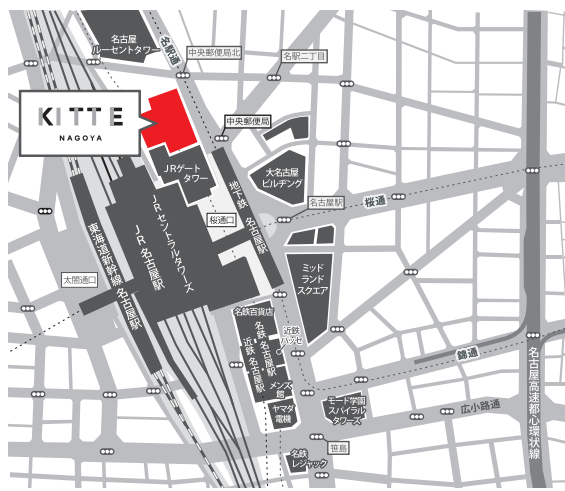 名古屋
ルーセントタワー
名駅通
中央郵便局北
名駅二丁目
KITTE
NAGOYA
中央郵便局
JRゲート
タワー
大名古屋
ビルヂング
地下鉄 名古屋駅
名古屋駅
桜通
桜通口
JRセントラルタワーズ
JR名古屋駅
東海道新幹線 名古屋駅
太閤通口
ミッド
ランド
スクエア
名鉄百貨店
近鉄
パッセ
名鉄 名古屋駅
近鉄 名古屋駅
メンズ
館
ヤマダ
電機
錦通
モード学園
スパイラル
タワーズ
広小路通
名古屋高速都心環状線
笹島
名鉄
レジャック